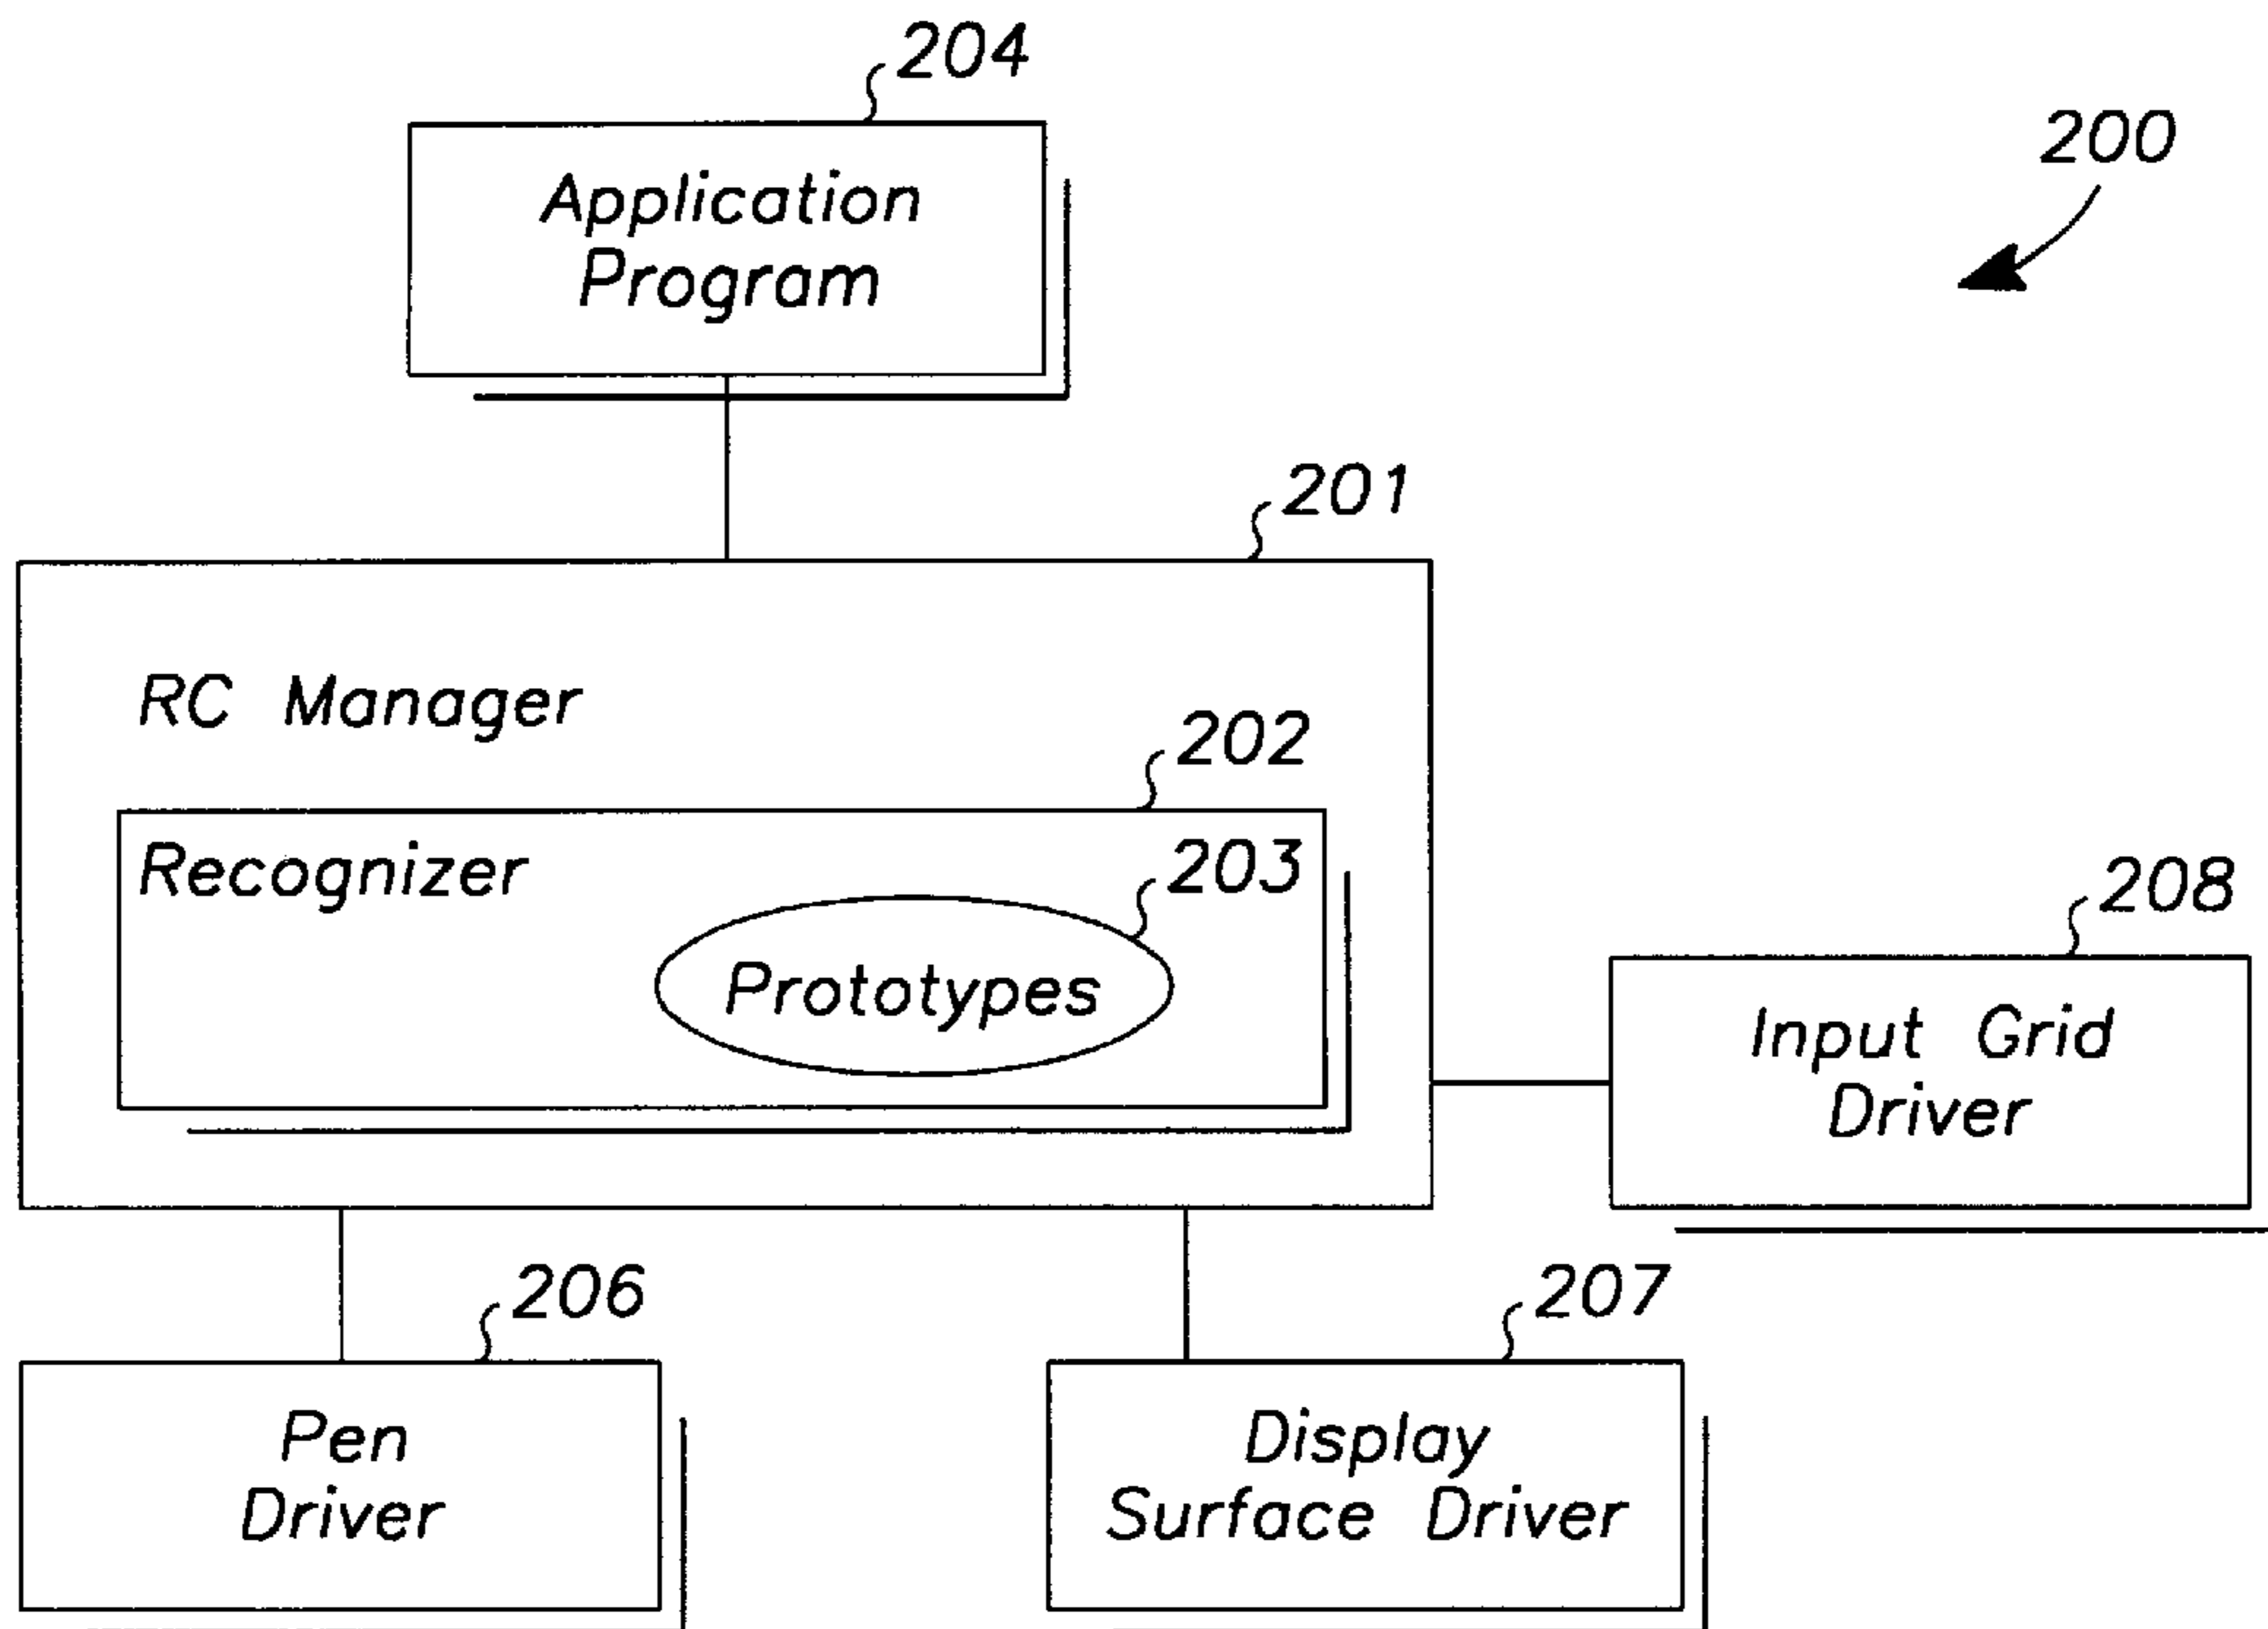 204
200
Application
Program
201
RC Manager
202
Recognizer
203
Prototypes
208
Input Grid
Driver
206
207
Pen
Driver
Display
Surface Driver